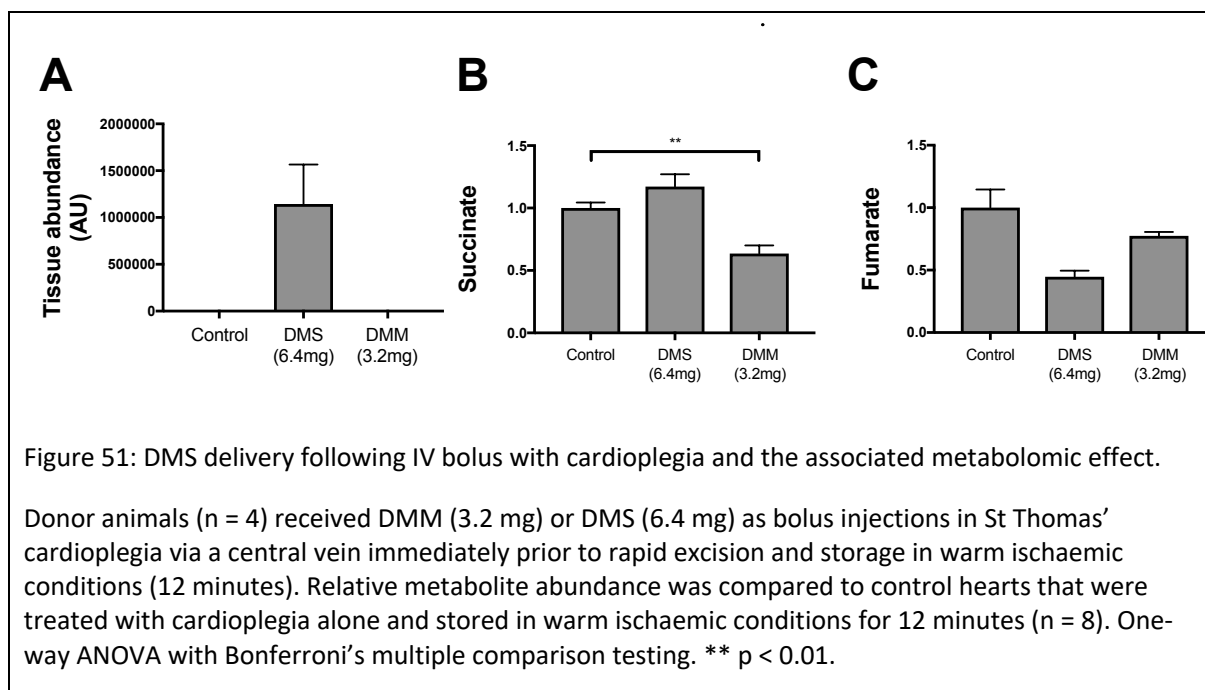 A
B
C
Tissue abundance
(AU)
2000000
1500000
1000000
500000
0
Control
DMS
(6.4mg)
DMM
(3.2mg)
Succinate
1.5
1.0
0.5
0.0
**
Control
DMS
(6.4mg)
DMM
(3.2mg)
Fumarate
1.5
1.0
0.5
0.0
Control
DMS
(6.4mg)
DMM
(3.2mg)
Figure 51: DMS delivery following IV bolus with cardioplegia and the associated metabolomic effect.
Donor animals (n = 4) received DMM (3.2 mg) or DMS (6.4 mg) as bolus injections in St Thomas’
cardioplegia via a central vein immediately prior to rapid excision and storage in warm ischaemic
conditions (12 minutes). Relative metabolite abundance was compared to control hearts that were
treated with cardioplegia alone and stored in warm ischaemic conditions for 12 minutes (n = 8). One-
way ANOVA with Bonferroni’s multiple comparison testing. ** p < 0.01.